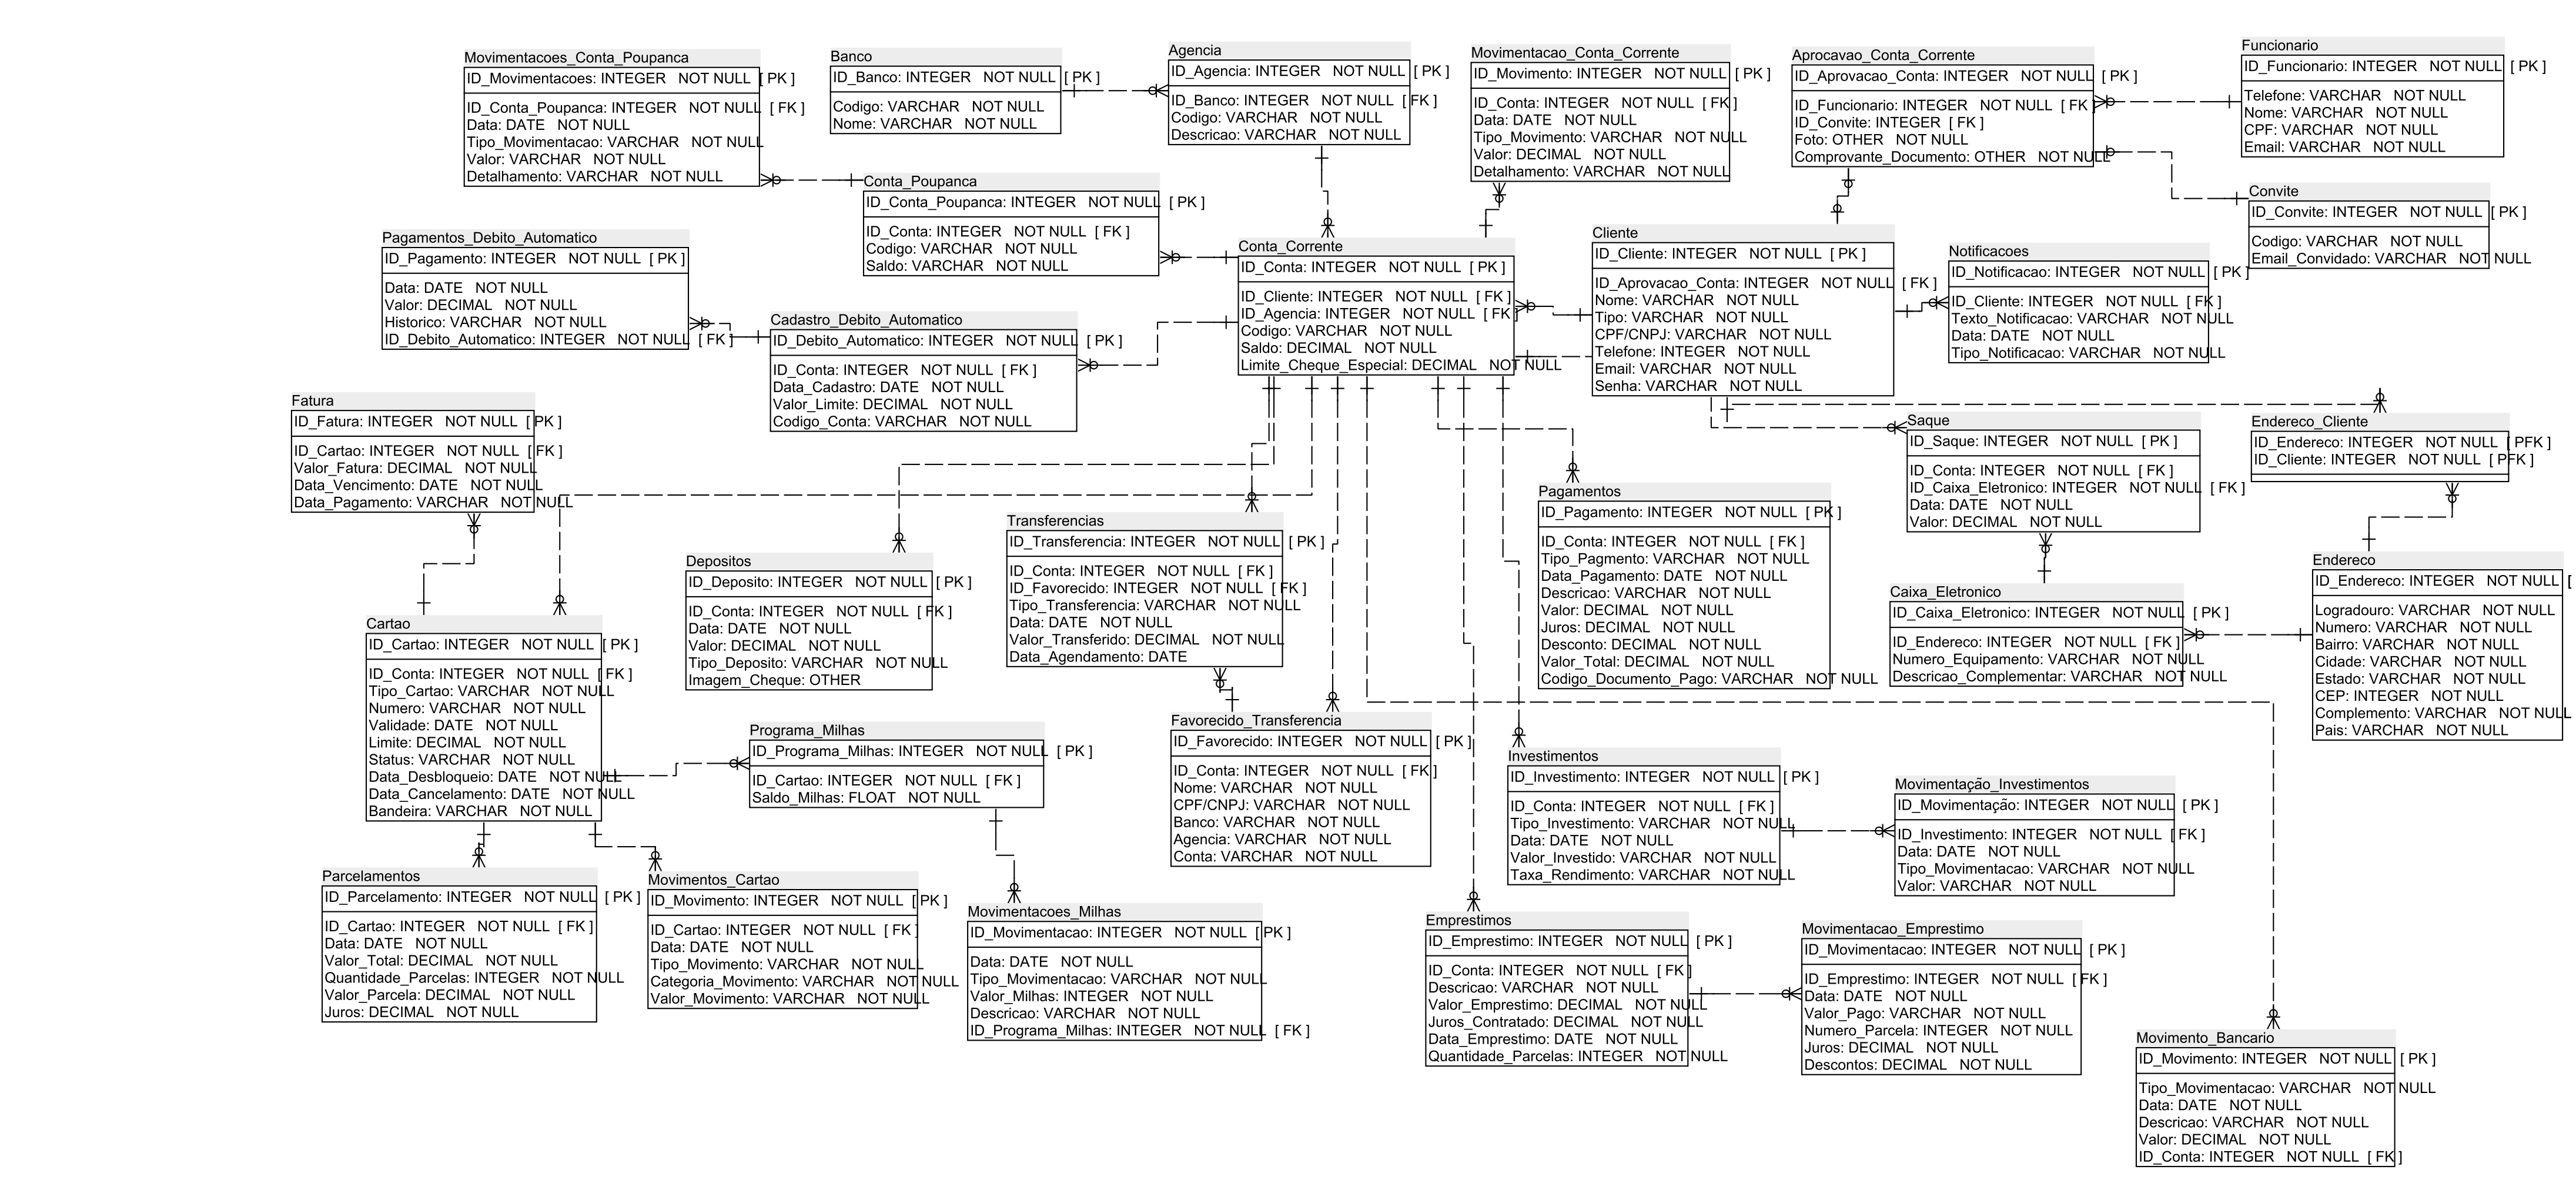 Movimentacoes_Conta_Poupanca
ID_Movimentacoes: INTEGER NOT NULL [ PK ]
ID_Conta_Poupanca: INTEGER NOT NULL [ FK ]
Data: DATE NOT NULL
Tipo_Movimentacao: VARCHAR NOT NULL
Valor: VARCHAR NOT NULL
Detalhamento: VARCHAR NOT NULL
Banco
ID_Banco: INTEGER NOT NULL [ PK ]
Codigo: VARCHAR NOT NULL
Nome: VARCHAR NOT NULL
Agencia
ID_Agencia: INTEGER NOT NULL [ PK ]
ID_Banco: INTEGER NOT NULL [ FK ]
Codigo: VARCHAR NOT NULL
Descricao: VARCHAR NOT NULL
Movimentacao_Conta_Corrente
ID_Movimento: INTEGER NOT NULL [ PK ]
ID_Conta: INTEGER NOT NULL [ FK ]
Data: DATE NOT NULL
Tipo_Movimento: VARCHAR NOT NULL
Valor: DECIMAL NOT NULL
Detalhamento: VARCHAR NOT NULL
Aprocavao_Conta_Corrente
ID_Aprovacao_Conta: INTEGER NOT NULL [ PK ]
ID_Funcionario: INTEGER NOT NULL [ FK ]
ID_Convite: INTEGER [ FK ]
Foto: OTHER NOT NULL
Comprovante_Documento: OTHER NOT NULL
Funcionario
ID_Funcionario: INTEGER NOT NULL [ PK ]
Telefone: VARCHAR NOT NULL
Nome: VARCHAR NOT NULL
CPF: VARCHAR NOT NULL
Email: VARCHAR NOT NULL
Conta_Poupanca
ID_Conta_Poupanca: INTEGER NOT NULL [ PK ]
ID_Conta: INTEGER NOT NULL [ FK ]
Codigo: VARCHAR NOT NULL
Saldo: VARCHAR NOT NULL
Convite
ID_Convite: INTEGER NOT NULL [ PK ]
Codigo: VARCHAR NOT NULL
Email_Convidado: VARCHAR NOT NULL
Pagamentos_Debito_Automatico
ID_Pagamento: INTEGER NOT NULL [ PK ]
Data: DATE NOT NULL
Valor: DECIMAL NOT NULL
Historico: VARCHAR NOT NULL
ID_Debito_Automatico: INTEGER NOT NULL [ FK ]
Conta_Corrente
ID_Conta: INTEGER NOT NULL [ PK ]
ID_Cliente: INTEGER NOT NULL [ FK ]
ID_Agencia: INTEGER NOT NULL [ FK ]
Codigo: VARCHAR NOT NULL
Saldo: DECIMAL NOT NULL
Limite_Cheque_Especial: DECIMAL NOT NULL
Cliente
ID_Cliente: INTEGER NOT NULL [ PK ]
ID_Aprovacao_Conta: INTEGER NOT NULL [ FK ]
Nome: VARCHAR NOT NULL
Tipo: VARCHAR NOT NULL
CPF/CNPJ: VARCHAR NOT NULL
Telefone: INTEGER NOT NULL
Email: VARCHAR NOT NULL
Senha: VARCHAR NOT NULL
Notificacoes
ID_Notificacao: INTEGER NOT NULL [ PK ]
ID_Cliente: INTEGER NOT NULL [ FK ]
Texto_Notificacao: VARCHAR NOT NULL
Data: DATE NOT NULL
Tipo_Notificacao: VARCHAR NOT NULL
Cadastro_Debito_Automatico
ID_Debito_Automatico: INTEGER NOT NULL [ PK ]
ID_Conta: INTEGER NOT NULL [ FK ]
Data_Cadastro: DATE NOT NULL
Valor_Limite: DECIMAL NOT NULL
Codigo_Conta: VARCHAR NOT NULL
Fatura
ID_Fatura: INTEGER NOT NULL [ PK ]
ID_Cartao: INTEGER NOT NULL [ FK ]
Valor_Fatura: DECIMAL NOT NULL
Data_Vencimento: DATE NOT NULL
Data_Pagamento: VARCHAR NOT NULL
Saque
ID_Saque: INTEGER NOT NULL [ PK ]
ID_Conta: INTEGER NOT NULL [ FK ]
ID_Caixa_Eletronico: INTEGER NOT NULL [ FK ]
Data: DATE NOT NULL
Valor: DECIMAL NOT NULL
Endereco_Cliente
ID_Endereco: INTEGER NOT NULL [ PFK ]
ID_Cliente: INTEGER NOT NULL [ PFK ]
Pagamentos
ID_Pagamento: INTEGER NOT NULL [ PK ]
ID_Conta: INTEGER NOT NULL [ FK ]
Tipo_Pagmento: VARCHAR NOT NULL
Data_Pagamento: DATE NOT NULL
Descricao: VARCHAR NOT NULL
Valor: DECIMAL NOT NULL
Juros: DECIMAL NOT NULL
Desconto: DECIMAL NOT NULL
Valor_Total: DECIMAL NOT NULL
Codigo_Documento_Pago: VARCHAR NOT NULL
Transferencias
ID_Transferencia: INTEGER NOT NULL [ PK ]
ID_Conta: INTEGER NOT NULL [ FK ]
ID_Favorecido: INTEGER NOT NULL [ FK ]
Tipo_Transferencia: VARCHAR NOT NULL
Data: DATE NOT NULL
Valor_Transferido: DECIMAL NOT NULL
Data_Agendamento: DATE
Depositos
ID_Deposito: INTEGER NOT NULL [ PK ]
ID_Conta: INTEGER NOT NULL [ FK ]
Data: DATE NOT NULL
Valor: DECIMAL NOT NULL
Tipo_Deposito: VARCHAR NOT NULL
Imagem_Cheque: OTHER
Endereco
ID_Endereco: INTEGER NOT NULL [
Logradouro: VARCHAR NOT NULL
Numero: VARCHAR NOT NULL
Bairro: VARCHAR NOT NULL
Cidade: VARCHAR NOT NULL
Estado: VARCHAR NOT NULL
CEP: INTEGER NOT NULL
Complemento: VARCHAR NOT NULL
Pais: VARCHAR NOT NULL
Caixa_Eletronico
ID_Caixa_Eletronico: INTEGER NOT NULL [ PK ]
ID_Endereco: INTEGER NOT NULL [ FK ]
Numero_Equipamento: VARCHAR NOT NULL
Descricao_Complementar: VARCHAR NOT NULL
Cartao
ID_Cartao: INTEGER NOT NULL [ PK ]
ID_Conta: INTEGER NOT NULL [ FK ]
Tipo_Cartao: VARCHAR NOT NULL
Numero: VARCHAR NOT NULL
Validade: DATE NOT NULL
Limite: DECIMAL NOT NULL
Status: VARCHAR NOT NULL
Data_Desbloqueio: DATE NOT NULL
Data_Cancelamento: DATE NOT NULL
Bandeira: VARCHAR NOT NULL
Programa_Milhas
ID_Programa_Milhas: INTEGER NOT NULL [ PK ]
ID_Cartao: INTEGER NOT NULL [ FK ]
Saldo_Milhas: FLOAT NOT NULL
Favorecido_Transferencia
ID_Favorecido: INTEGER NOT NULL [ PK ]
ID_Conta: INTEGER NOT NULL [ FK ]
Nome: VARCHAR NOT NULL
CPF/CNPJ: VARCHAR NOT NULL
Banco: VARCHAR NOT NULL
Agencia: VARCHAR NOT NULL
Conta: VARCHAR NOT NULL
Investimentos
ID_Investimento: INTEGER NOT NULL [ PK ]
ID_Conta: INTEGER NOT NULL [ FK ]
Tipo_Investimento: VARCHAR NOT NULL
Data: DATE NOT NULL
Valor_Investido: VARCHAR NOT NULL
Taxa_Rendimento: VARCHAR NOT NULL
Movimentação_Investimentos
ID_Movimentação: INTEGER NOT NULL [ PK ]
ID_Investimento: INTEGER NOT NULL [ FK ]
Data: DATE NOT NULL
Tipo_Movimentacao: VARCHAR NOT NULL
Valor: VARCHAR NOT NULL
Parcelamentos
ID_Parcelamento: INTEGER NOT NULL [ PK ]
ID_Cartao: INTEGER NOT NULL [ FK ]
Data: DATE NOT NULL
Valor_Total: DECIMAL NOT NULL
Quantidade_Parcelas: INTEGER NOT NULL
Valor_Parcela: DECIMAL NOT NULL
Juros: DECIMAL NOT NULL
Movimentos_Cartao
ID_Movimento: INTEGER NOT NULL [ PK ]
ID_Cartao: INTEGER NOT NULL [ FK ]
Data: DATE NOT NULL
Tipo_Movimento: VARCHAR NOT NULL
Categoria_Movimento: VARCHAR NOT NULL
Valor_Movimento: VARCHAR NOT NULL
Movimentacoes_Milhas
ID_Movimentacao: INTEGER NOT NULL [ PK ]
Data: DATE NOT NULL
Tipo_Movimentacao: VARCHAR NOT NULL
Valor_Milhas: INTEGER NOT NULL
Descricao: VARCHAR NOT NULL
ID_Programa_Milhas: INTEGER NOT NULL [ FK ]
Emprestimos
ID_Emprestimo: INTEGER NOT NULL [ PK ]
ID_Conta: INTEGER NOT NULL [ FK ]
Descricao: VARCHAR NOT NULL
Valor_Emprestimo: DECIMAL NOT NULL
Juros_Contratado: DECIMAL NOT NULL
Data_Emprestimo: DATE NOT NULL
Quantidade_Parcelas: INTEGER NOT NULL
Movimentacao_Emprestimo
ID_Movimentacao: INTEGER NOT NULL [ PK ]
ID_Emprestimo: INTEGER NOT NULL [ FK ]
Data: DATE NOT NULL
Valor_Pago: VARCHAR NOT NULL
Numero_Parcela: INTEGER NOT NULL
Juros: DECIMAL NOT NULL
Descontos: DECIMAL NOT NULL
Movimento_Bancario
ID_Movimento: INTEGER NOT NULL [ PK ]
Tipo_Movimentacao: VARCHAR NOT NULL
Data: DATE NOT NULL
Descricao: VARCHAR NOT NULL
Valor: DECIMAL NOT NULL
ID_Conta: INTEGER NOT NULL [ FK ]